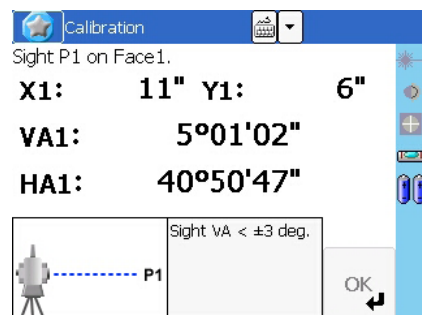 Calibration
Sight P1 on Face1.
X1: 11" Y1: 6"
VA1: 5°01'02"
HA1: 40°50'47"
Sight VA < ±3 deg.
P1
OK